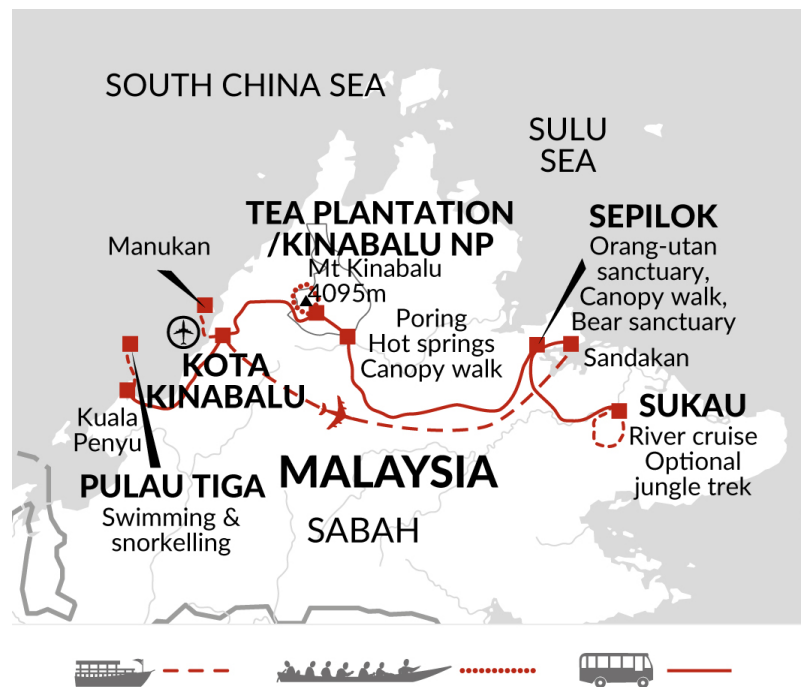 SOUTH CHINA SEA
SULU
SEA
TEA PLANTATION
/KINABALU NP
Mt Kinabalu
4095m
SEPILOK
Orang-utan
sanctuary,
Canopy walk,
Bear sanctuary
Manukan
Poring
Hot springs
Canopy walk
Sandakan
KOTA
KINABALU
Kuala
Penyu
SUKAU
River cruise
Optional
jungle trek
PULAU TIGA
Swimming &
snorkelling
MALAYSIA
SABAH